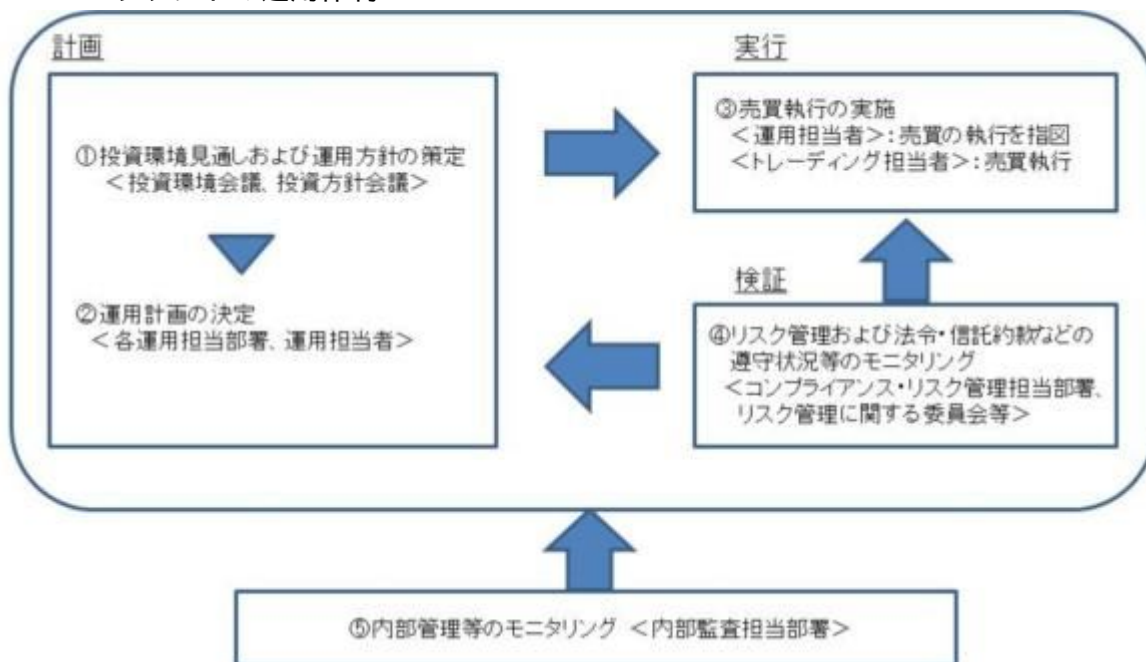 計画
①投資環境見通しおよび運用方針の策定
<投資環境会議、投資方針会議>
②運用計画の決定
<各運用担当部署、運用担当者>
実行
③売買執行の実施
<運用担当者>:売買の執行を指図
<トレーディング担当者>:売買執行
検証
④リスク管理および法令・信託約款などの
遵守状況等のモニタリング
<コンプライアンス・リスク管理担当部署、
リスク管理に関する委員会等>
⑤内部管理等のモニタリング <内部監査担当部署>